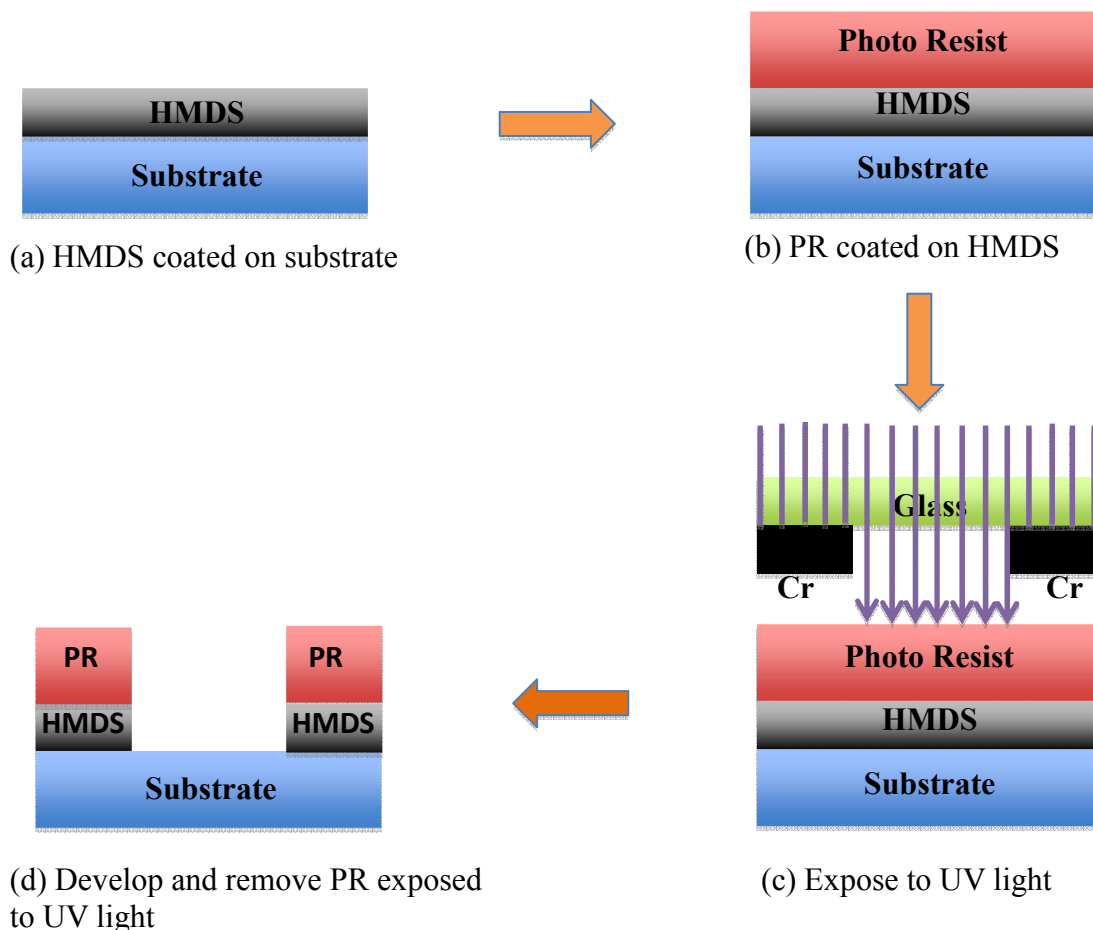 HMDS
Substrate
(a) HMDS coated on substrate
Photo Resist
HMDS
Substrate
(b) PR coated on HMDS
Glass
Cr
Cr
Photo Resist
HMDS
Substrate
(c) Expose to UV light
PR
PR
HMDS
HMDS
Substrate
(d) Develop and remove PR exposed
to UV light